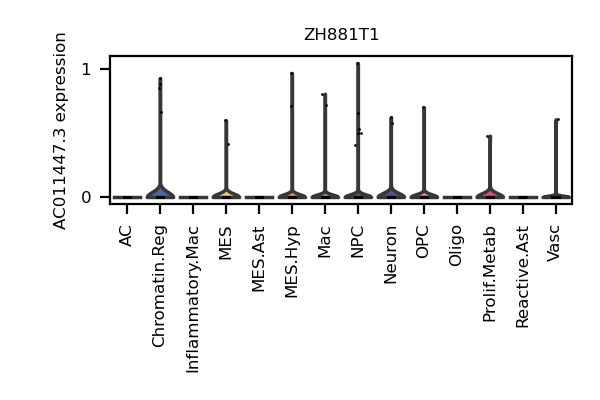 ZH881T1
AC011447.3 expression
1
0
AC
Chromatin.Reg
Inflammatory.Mac
MES
MES.Ast
MES.Hyp
Mac
NPC
Neuron
OPC
Oligo
Prolif.Metab
Reactive.Ast
Vasc